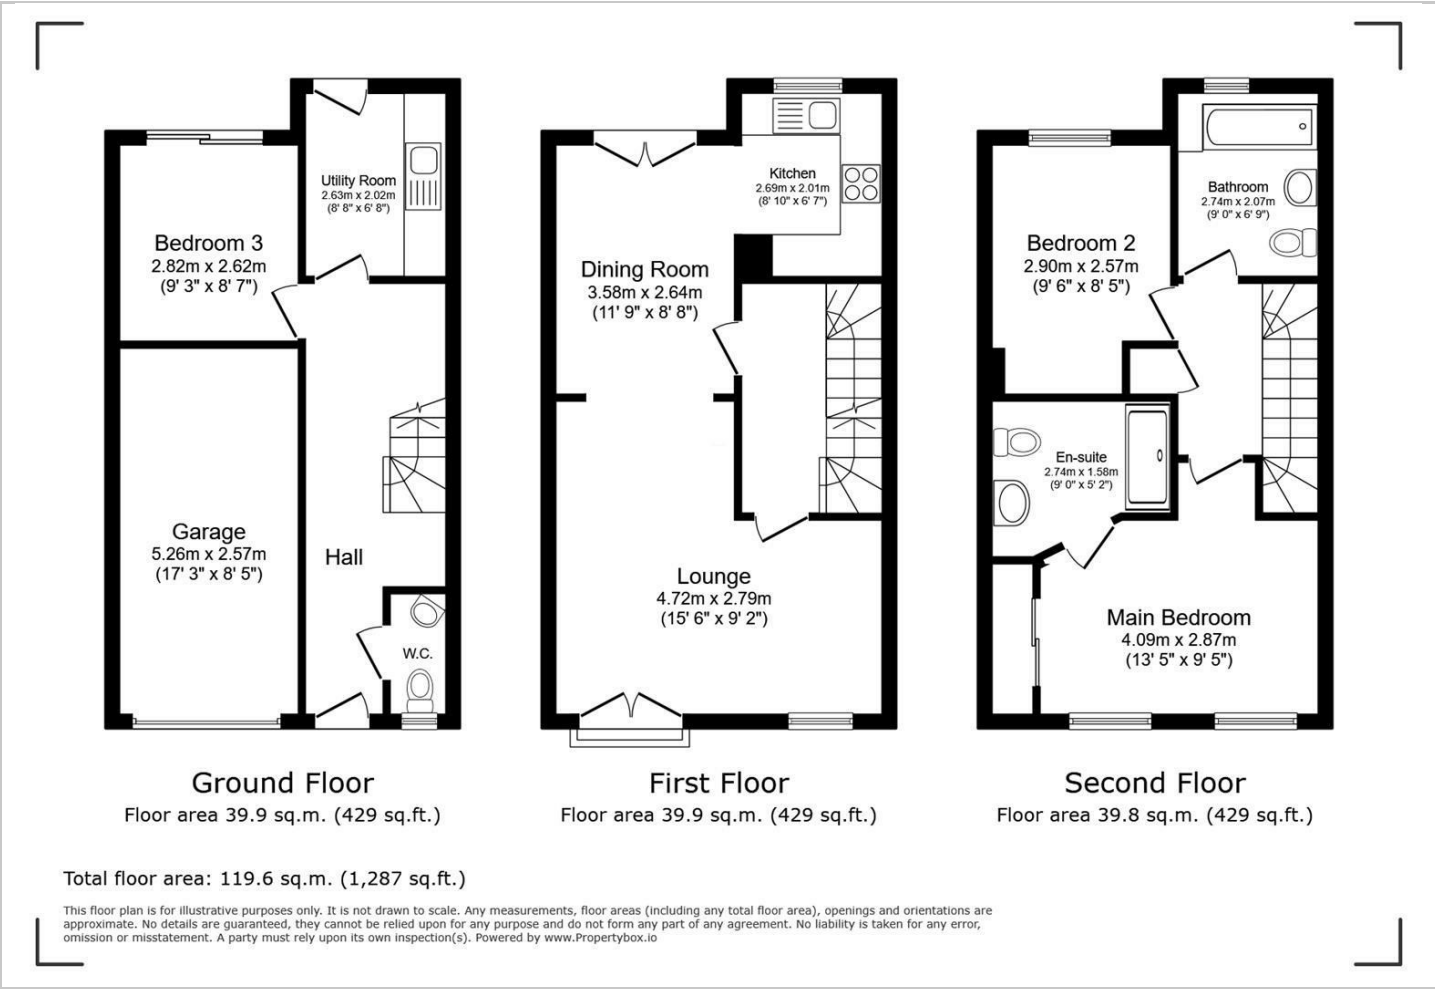 Utility Room
2.63m x 2.02m
(8' 8" x 6' 8")
Bedroom 3
2.82m x 2.62m
(9' 3" x 8' 7")
Garage
5.26m x 2.57m
(17' 3" x 8' 5")
Hall
W.C.
Ground Floor
Floor area 39.9 sq.m. (429 sq.ft.)
Kitchen
2.69m x 2.01m
(8' 10" x 6' 7")
Dining Room
3.58m x 2.64m
(11' 9" x 8' 8")
Lounge
4.72m x 2.79m
(15' 6" x 9' 2")
First Floor
Floor area 39.9 sq.m. (429 sq.ft.)
Bathroom
2.74m x 2.07m
(9' 0" x 6' 9")
Bedroom 2
2.90m x 2.57m
(9' 6" x 8' 5")
En-suite
2.74m x 1.58m
(9' 0" x 5' 2")
Main Bedroom
4.09m x 2.87m
(13' 5" x 9' 5")
Second Floor
Floor area 39.8 sq.m. (429 sq.ft.)
Total floor area: 119.6 sq.m. (1,287 sq.ft.)
This floor plan is for illustrative purposes only. It is not drawn to scale. Any measurements, floor areas (including any total floor area), openings and orientations are
approximate. No details are guaranteed, they cannot be relied upon for any purpose and do not form any part of any agreement. No liability is taken for any error,
omission or misstatement. A party must rely upon its own inspection(s). Powered by www.Propertybox.io